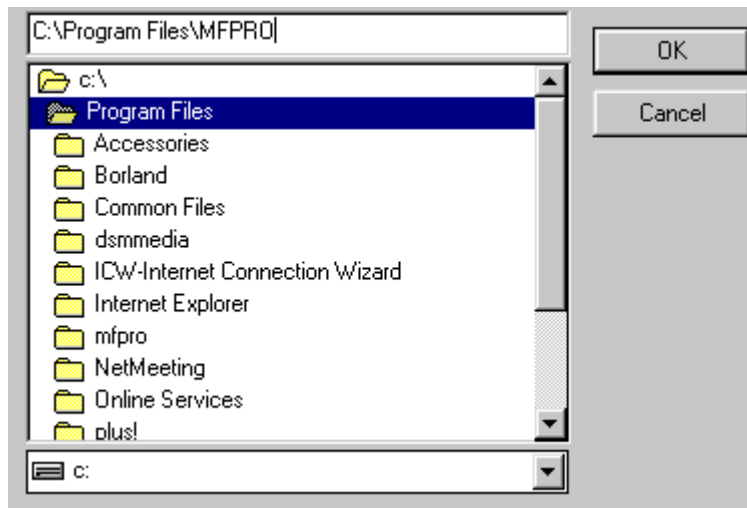 C:\Program Files\MFPRO
OK
Cancel
c:\
Program Files
Accessories
Borland
Common Files
dsmmedia
ICW-Internet Connection Wizard
Internet Explorer
mfpro
NetMeeting
Online Services
plus!
c: